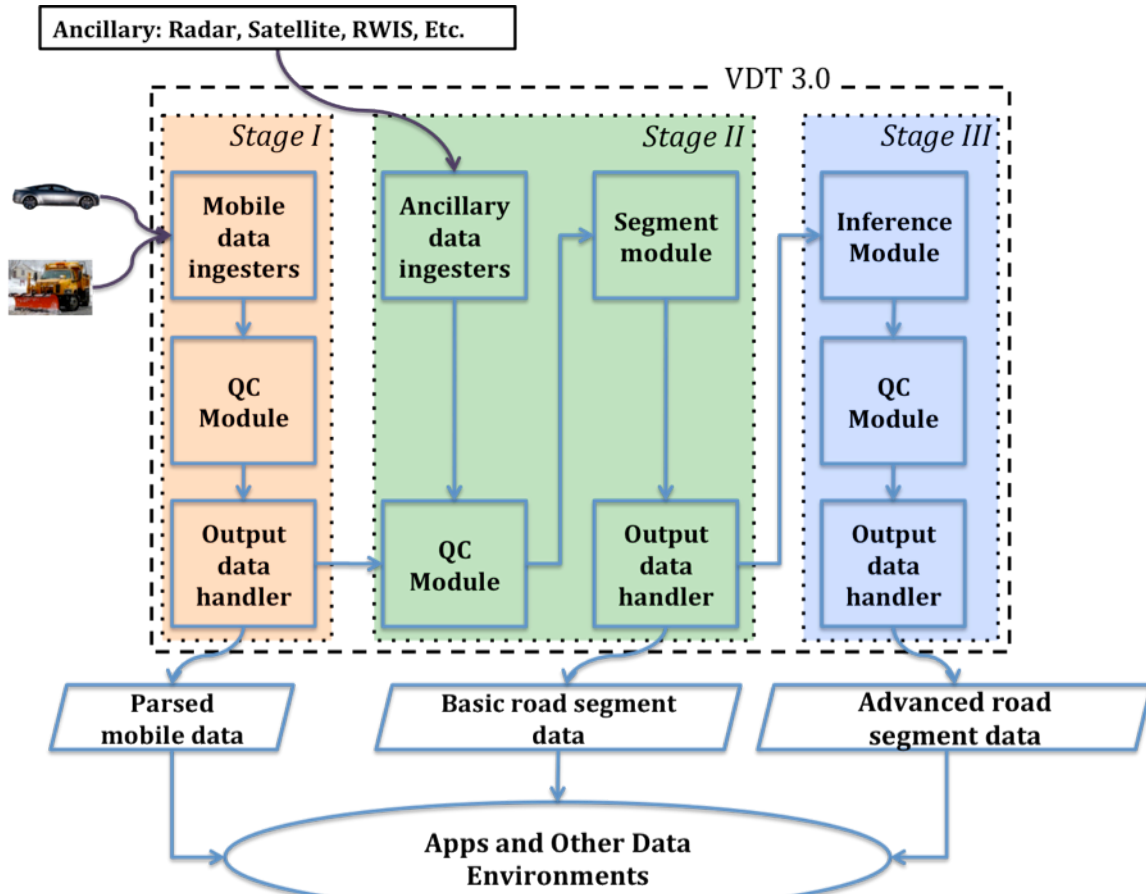 Ancillary: Radar, Satellite, RWIS, Etc.
VDT 3.0
Stage I
Stage II
Stage III
Mobile
data
ingesters
Ancillary
data
ingesters
Segment
module
Inference
Module
QC
Module
QC
Module
Output
data
handler
QC
Module
Output
data
handler
Output
data
handler
Parsed
mobile data
Basic road segment
data
Advanced road
segment data
Apps and Other Data
Environments